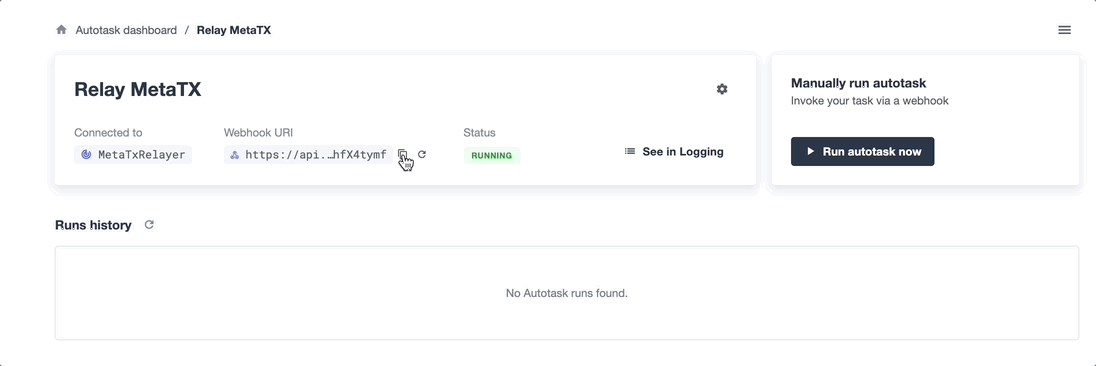 Autotask dashboard / Relay MetaTX
Relay MetaTX
Connected to
MetaTxRelayer
Webhook URI
https://api...hfX4tymf
Status
RUNNING
See in Logging
Manually run autotask
Invoke your task via a webhook
Run autotask now
Runs history
No Autotask runs found.